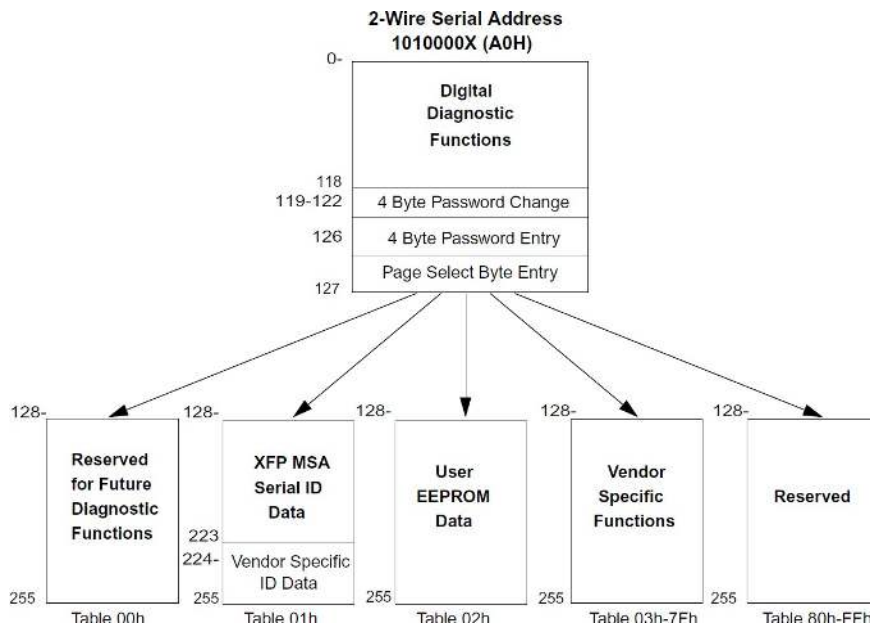 2-Wire Serial Address
1010000X (A0H)
0-
Digital
Diagnostic
Functions
118
119-122
4 Byte Password Change
126
4 Byte Password Entry
Page Select Byte Entry
127
128-
Reserved
for Future
Diagnostic
Functions
255
Table 00h
128-
XFP MSA
Serial ID
Data
223
224-
Vendor Specific
ID Data
255
Table 01h
128-
User
EEPROM
Data
255
Table 02h
128-
Vendor
Specific
Functions
255
Table 03h-7Fh
128-
Reserved
255
Table 80h-FFh